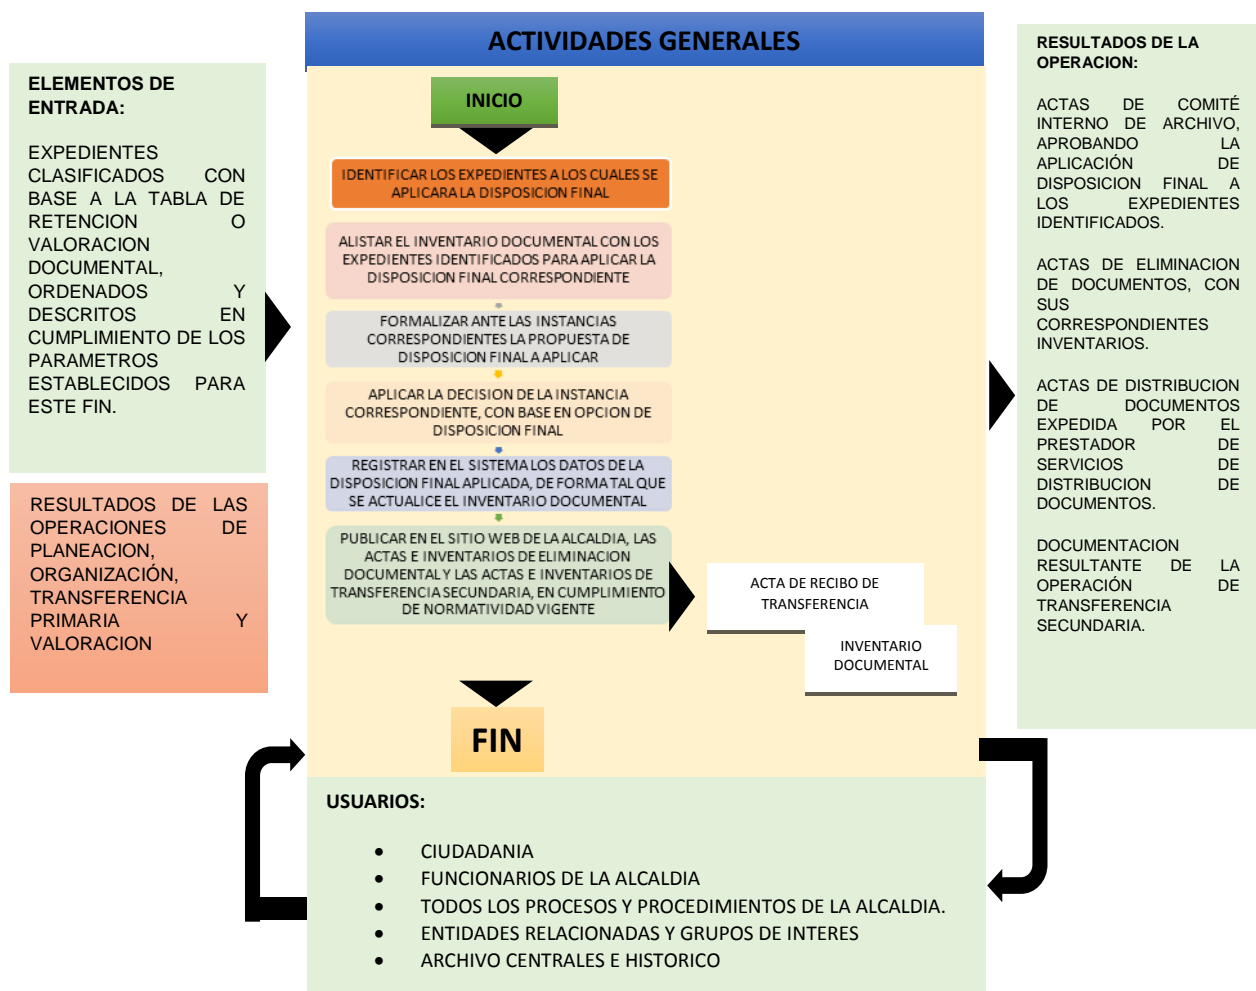 ELEMENTOS DE
ENTRADA:
EXPEDIENTES
CLASIFICADOS CON
BASE A LA TABLA DE
RETENCION O
VALORACION
DOCUMENTAL,
ORDENADOS Y
DESCRITOS EN
CUMPLIMIENTO DE LOS
PARAMETROS
ESTABLECIDOS PARA
ESTE FIN.
RESULTADOS DE LAS
OPERACIONES DE
PLANEACION,
ORGANIZACIÓN,
TRANSFERENCIA
PRIMARIA Y
VALORACION
ACTIVIDADES GENERALES
INICIO
IDENTIFICAR LOS EXPEDIENTES A LOS CUALES SE
APLICARA LA DISPOSICION FINAL
ALISTAR EL INVENTARIO DOCUMENTAL CON LOS
EXPEDIENTES IDENTIFICADOS PARA APLICAR LA
DISPOSICION FINAL CORRESPONDIENTE
FORMALIZAR ANTE LAS INSTANCIAS
CORRESPONDIENTES LA PROPUESTA DE
DISPOSICION FINAL A APLICAR
APLICAR LA DECISION DE LA INSTANCIA
CORRESPONDIENTE, CON BASE EN OPCION DE
DISPOSICION FINAL
REGISTRAR EN EL SISTEMA LOS DATOS DE LA
DISPOSICION FINAL APLICADA, DE FORMA TAL QUE
SE ACTUALICE EL INVENTARIO DOCUMENTAL
PUBLICAR EN EL SITIO WEB DE LA ALCALDIA, LAS
ACTAS E INVENTARIOS DE ELIMINACION
DOCUMENTAL Y LAS ACTAS E INVENTARIOS DE
TRANSFERENCIA SECUNDARIA, EN CUMPLIMIENTO
DE NORMATIVIDAD VIGENTE
ACTA DE RECIBO DE
TRANSFERENCIA
INVENTARIO
DOCUMENTAL
FIN
USUARIOS:
• CIUDADANIA
• FUNCIONARIOS DE LA ALCALDIA
• TODOS LOS PROCESOS Y PROCEDIMIENTOS DE LA ALCALDIA.
• ENTIDADES RELACIONADAS Y GRUPOS DE INTERES
• ARCHIVO CENTRALES E HISTORICO
RESULTADOS DE LA
OPERACION:
ACTAS DE COMITÉ
INTERNO DE ARCHIVO,
APROBANDO LA
APLICACIÓN DE
DISPOSICION FINAL A
LOS EXPEDIENTES
IDENTIFICADOS.
ACTAS DE ELIMINACION
DE DOCUMENTOS, CON
SUS
CORRESPONDIENTES
INVENTARIOS.
ACTAS DE DISTRIBUCION
DE DOCUMENTOS
EXPEDIDA POR EL
PRESTADOR DE
SERVICIOS DE
DISTRIBUCION DE
DOCUMENTOS.
DOCUMENTACION
RESULTANTE DE LA
OPERACIÓN DE
TRANSFERENCIA
SECUNDARIA.